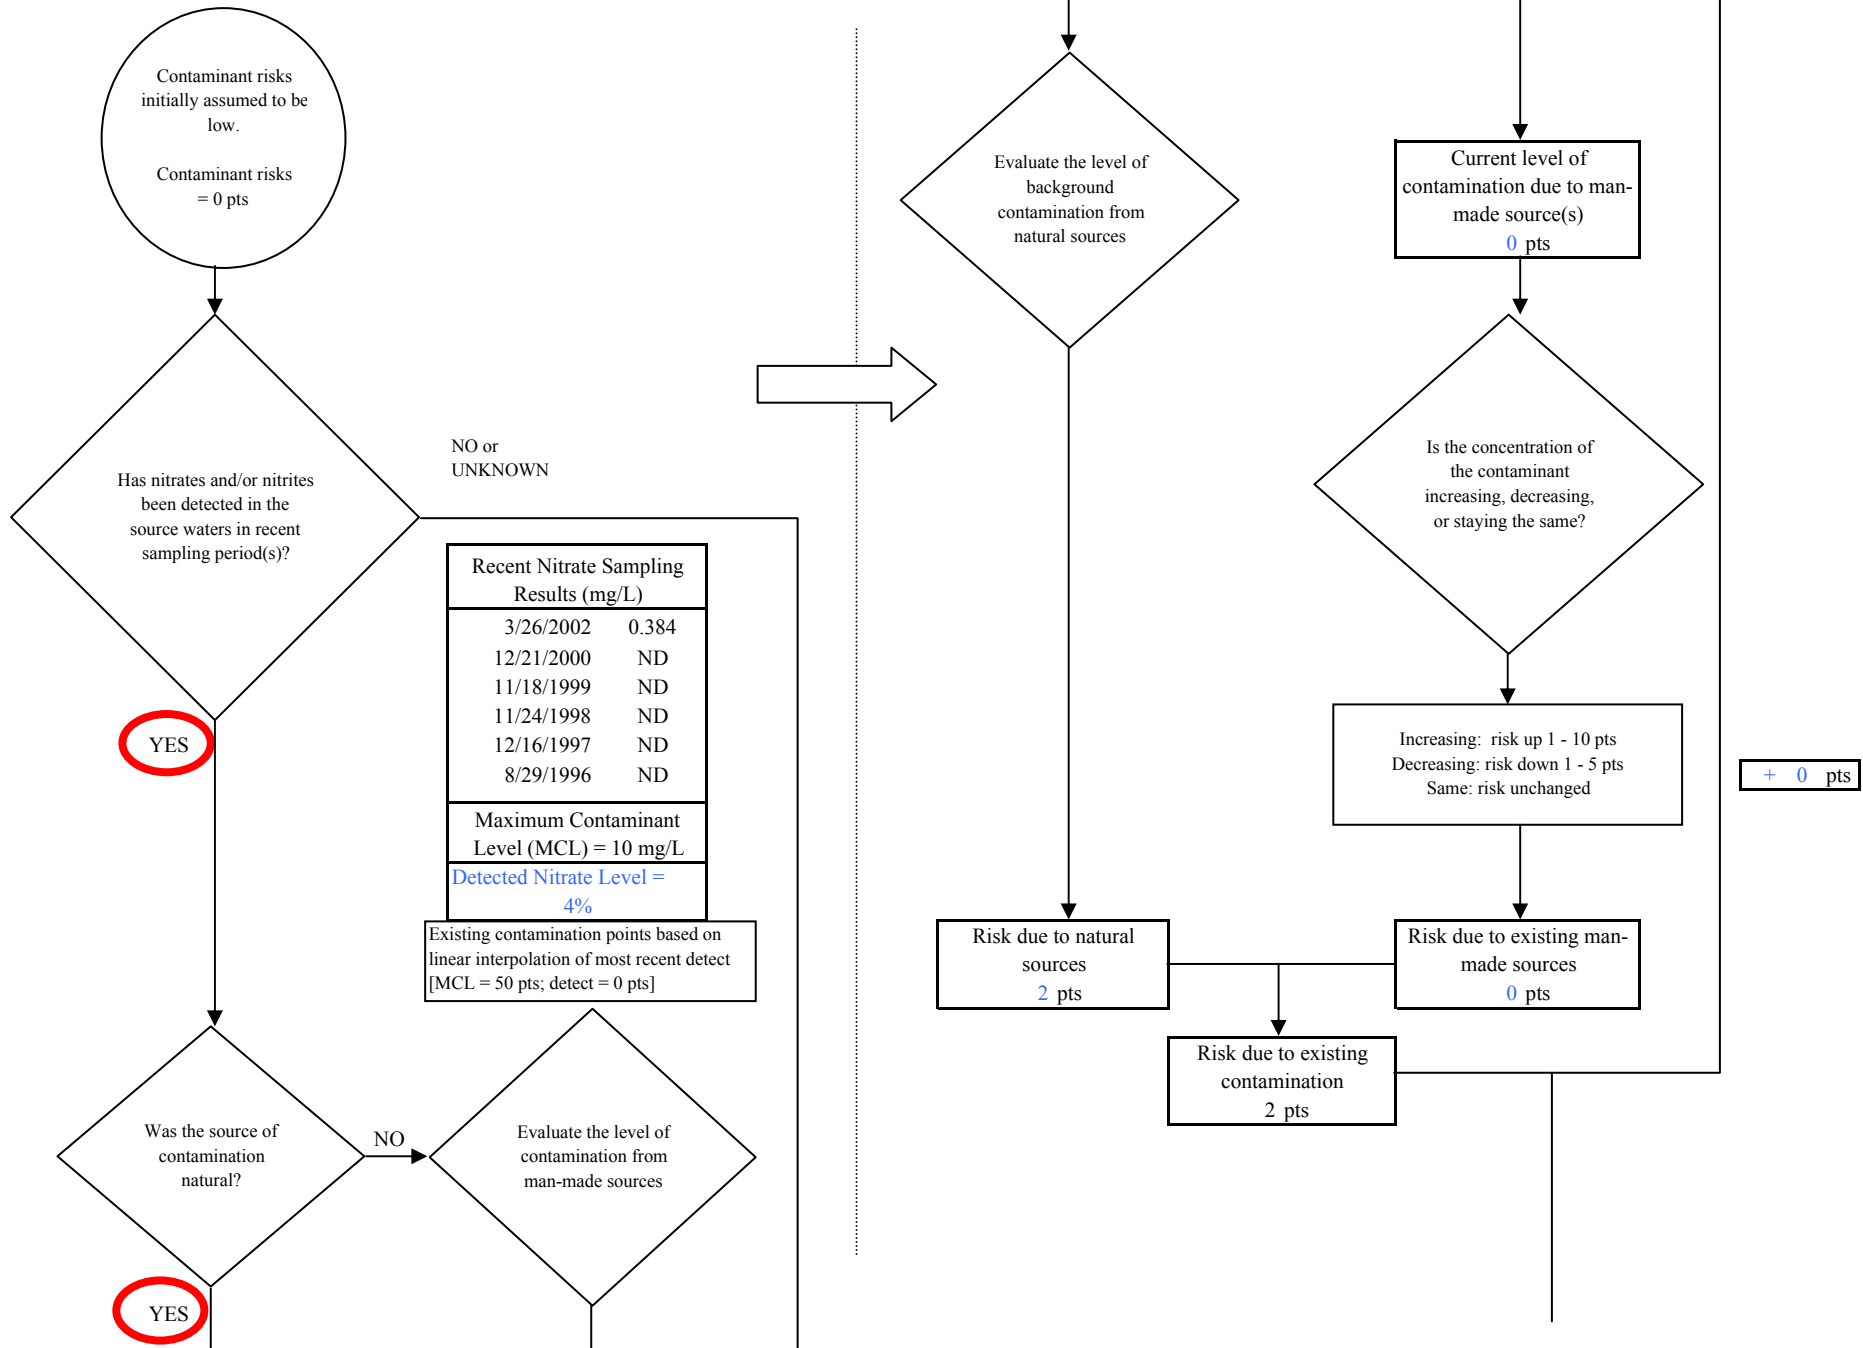 Contaminant risks
initially assumed to be
low.
Contaminant risks
= 0 pts
Has nitrates and/or nitrites
been detected in the
source waters in recent
sampling period(s)?
NO or
UNKNOWN
YES
Recent Nitrate Sampling
Results (mg/L)
3/26/2002 0.384
12/21/2000 ND
11/18/1999 ND
11/24/1998 ND
12/16/1997 ND
8/29/1996 ND
Maximum Contaminant
Level (MCL) = 10 mg/L
Detected Nitrate Level =
4%
Existing contamination points based on
linear interpolation of most recent detect
[MCL = 50 pts; detect = 0 pts]
Was the source of
contamination
natural?
NO
Evaluate the level of
contamination from
man-made sources
YES
Evaluate the level of
background
contamination from
natural sources
Current level of
contamination due to man-
made source(s)
0 pts
Is the concentration of
the contaminant
increasing, decreasing,
or staying the same?
Increasing: risk up 1 - 10 pts
Decreasing: risk down 1 - 5 pts
Same: risk unchanged
+ 0 pts
Risk due to natural
sources
2 pts
Risk due to existing man-
made sources
0 pts
Risk due to existing
contamination
2 pts